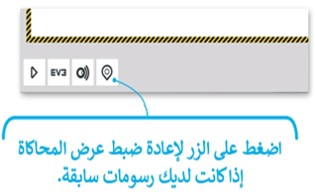 EV3
اضغط على الزر لإعادة ضبط عرض المحاكاة
إذا كانت لديك رسومات سابقة.